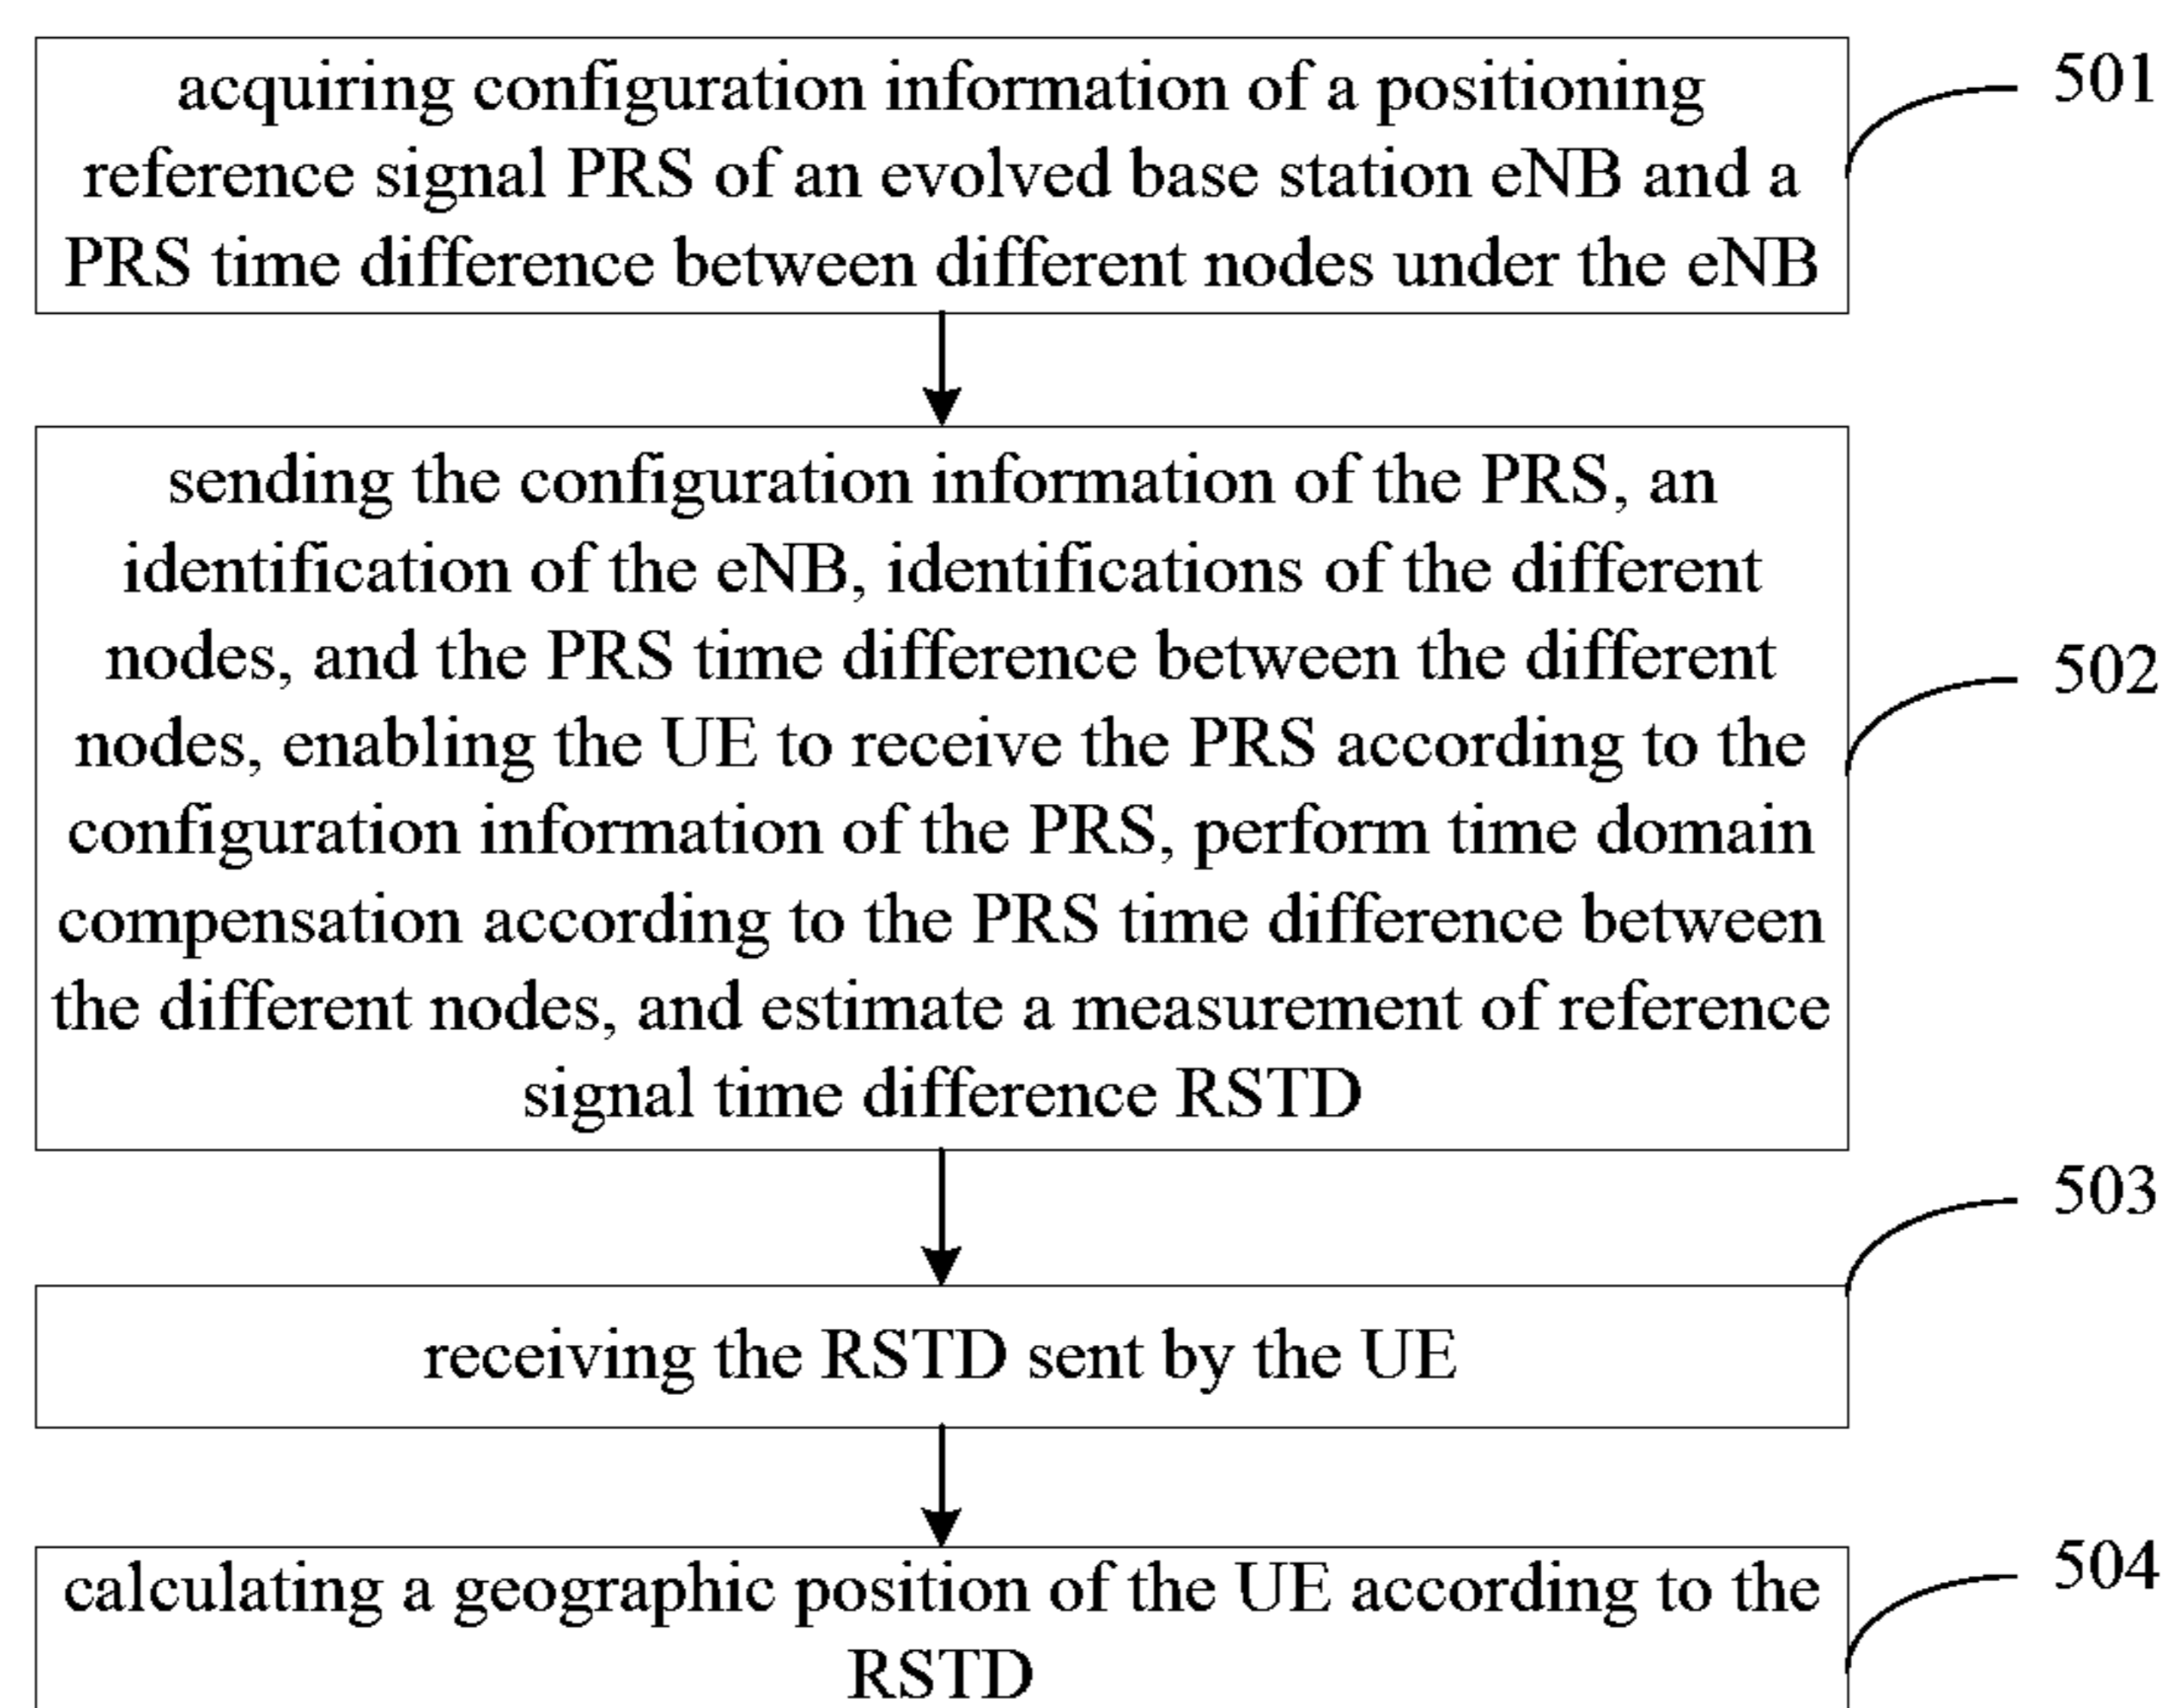 acquiring configuration information of a positioning
reference signal PRS of an evolved base station eNB and a
PRS time difference between different nodes under the eNB
501
sending the configuration information of the PRS, an
identification of the eNB, identifications of the different
nodes, and the PRS time difference between the different
nodes, enabling the UE to receive the PRS according to the
configuration information of the PRS, perform time domain
compensation according to the PRS time difference between
the different nodes, and estimate a measurement of reference
signal time difference RSTD
502
receiving the RSTD sent by the UE
503
calculating a geographic position of the UE according to the
RSTD
504